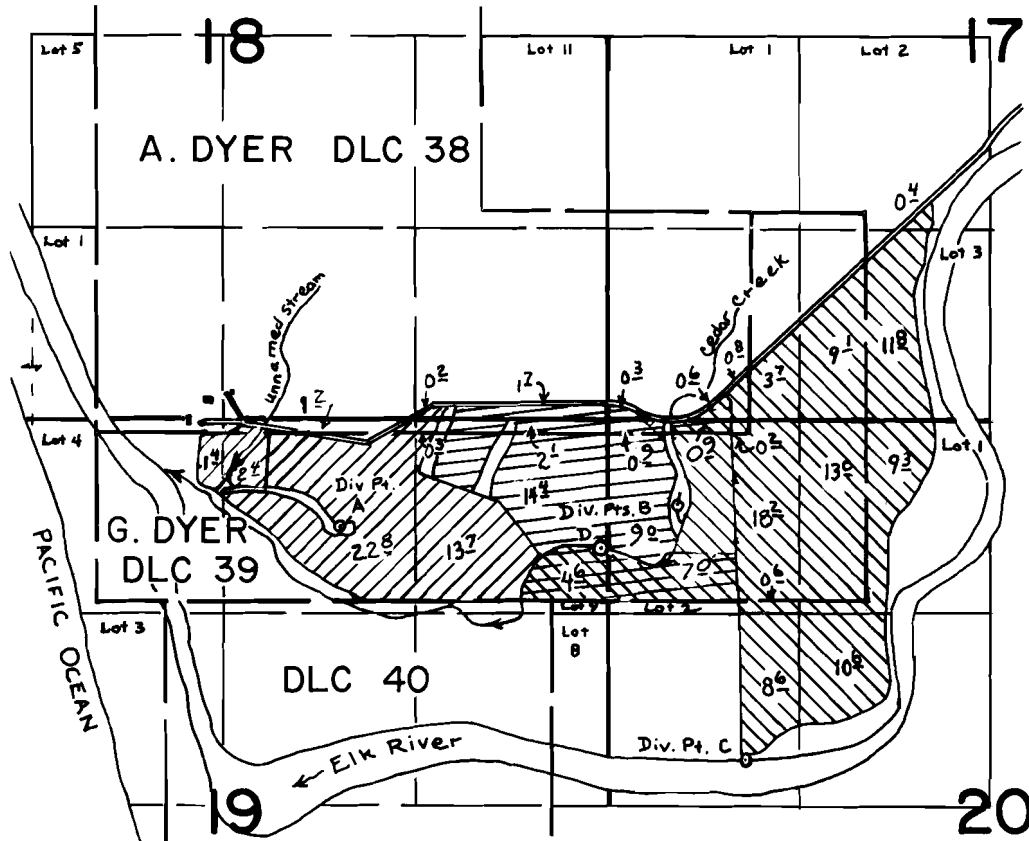 18
17
Lot 5
Lot 11
Lot 1
Lot 2
A. DYER DLC 38
0 4
Lot 1
Lot 3
unnamed stream
Cedar Creek
9 1
11 8
0 8
0 6
3 7
0 2
1 7
0 3
1 7
Lot 4
Lot 1
1 4
2 4
0 3
2 1
0 9
0 9
0 2
13 0
9 3
Div Pt.
A
14 4
Div. Pts. B
D
18 2
G. DYER
DLC 39
22 8
13 7
9 0
4 6
7 0
0 6
PACIFIC OCEAN
Lot 3
Lot 9
Lot 2
Lot
8
DLC 40
8 6
Div. Pt. C
← Elk River
19
20